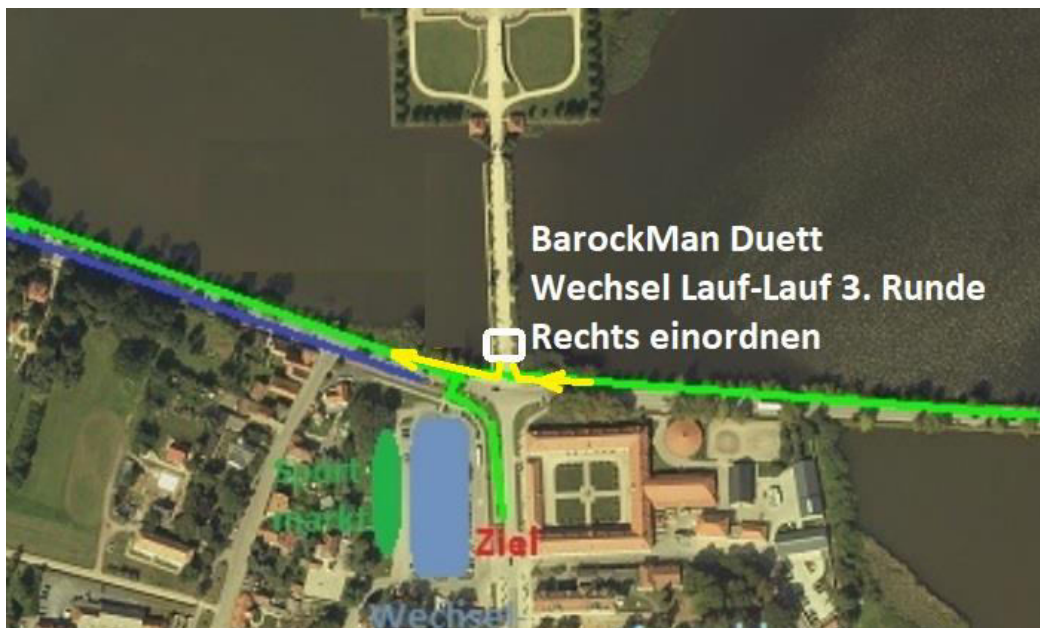 BarockMan Duett
Wechsel Lauf-Lauf 3. Runde
Rechts einordnen
Sport
markt
Ziel
Wechsel-